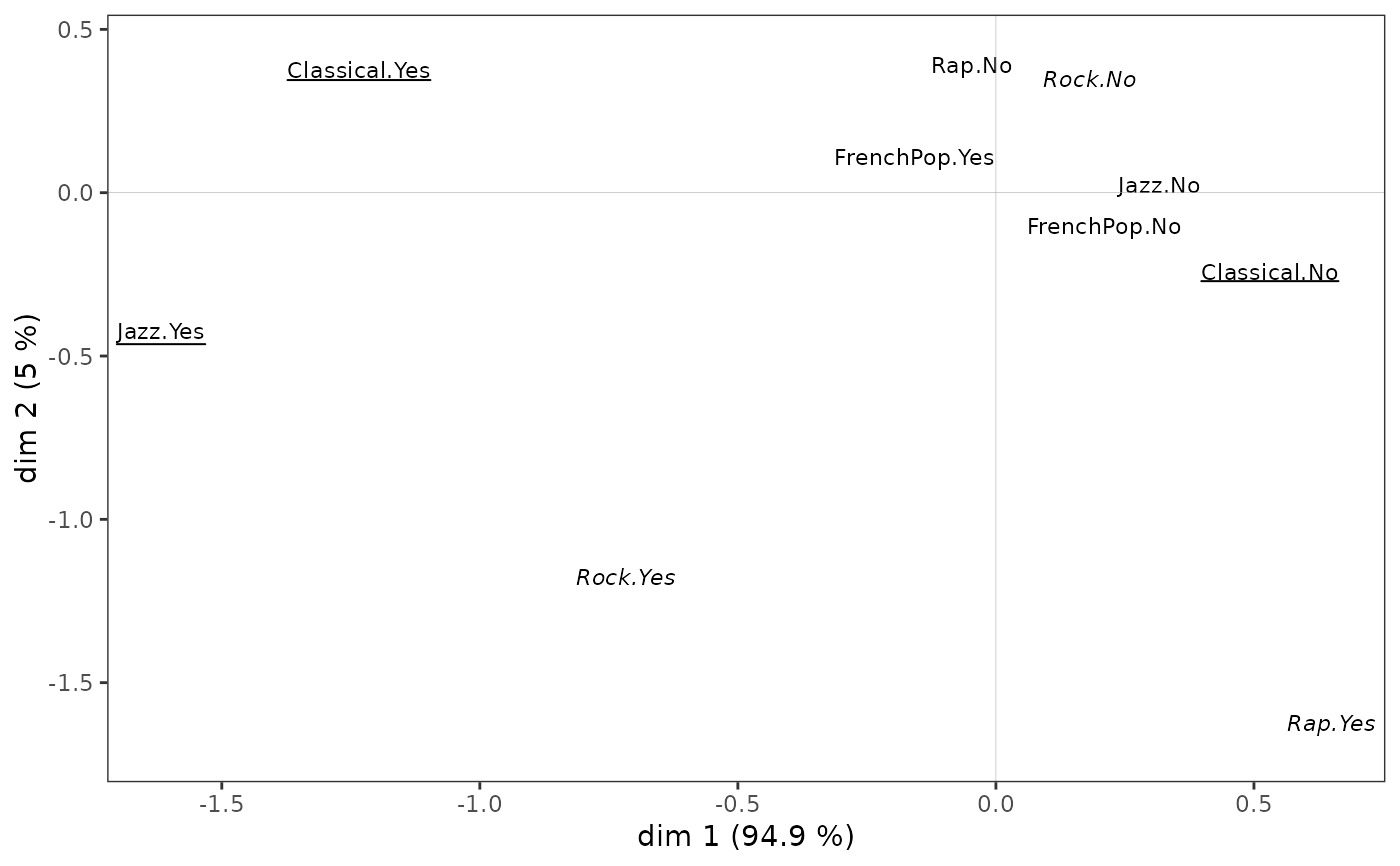 0.5
Classical.Yes
Rap.No
Rock.No
FrenchPop.Yes
0.0
Jazz.No
FrenchPop.No
Classical.No
Jazz.Yes
-0.5
dim 2 (5 %)
-1.0
Rock.Yes
-1.5
Rap.Yes
-1.5 -1.0 -0.5 0.0 0.5
dim 1 (94.9 %)